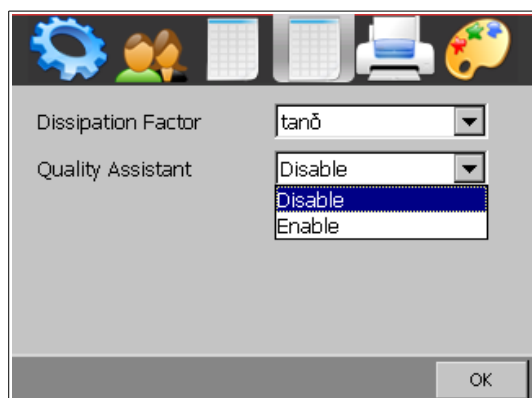 Dissipation Factor tanδ
Quality Assistant Disable
Disable
Enable
OK